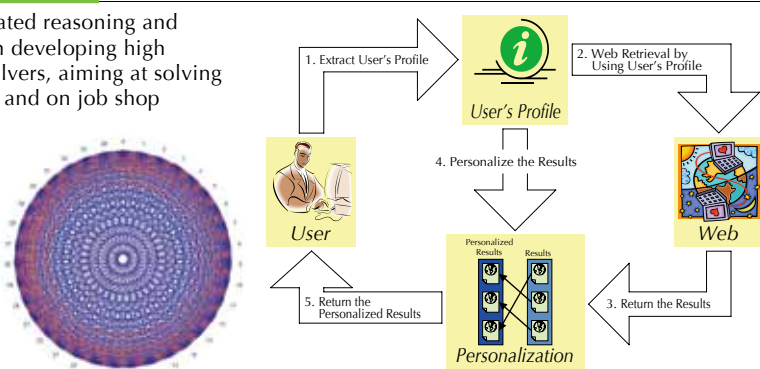 ated reasoning and
n developing high
lvers, aiming at solving
and on job shop
1. Extract User's Profile
User's Profile
2. Web Retrieval by
Using User's Profile
4. Personalize the Results
User
Web
Personalized
Results
Results
5. Return the
Personalized Results
3. Return the Results
Personalization